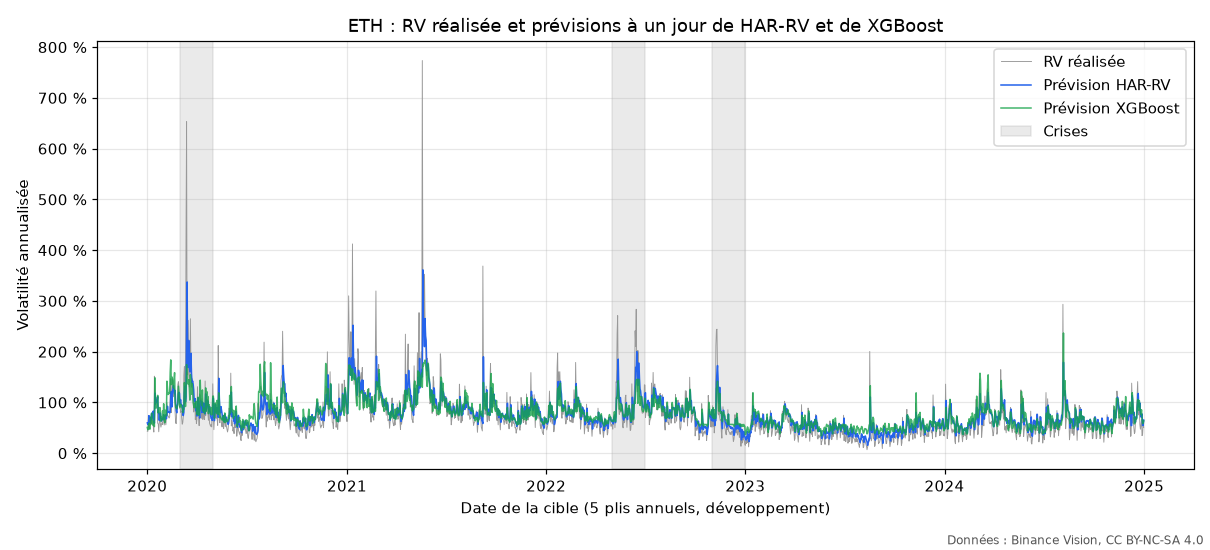 ETH : RV réalisée et prévisions à un jour de HAR-RV et de XGBoost
800 %
700 %
600 %
500 %
400 %
300 %
200 %
100 %
0 %
Volatilité annualisée
RV réalisée
Prévision HAR-RV
Prévision XGBoost
Crises
2020
2021
2022
2023
2024
2025
Date de la cible (5 plis annuels, développement)
Données : Binance Vision, CC BY-NC-SA 4.0